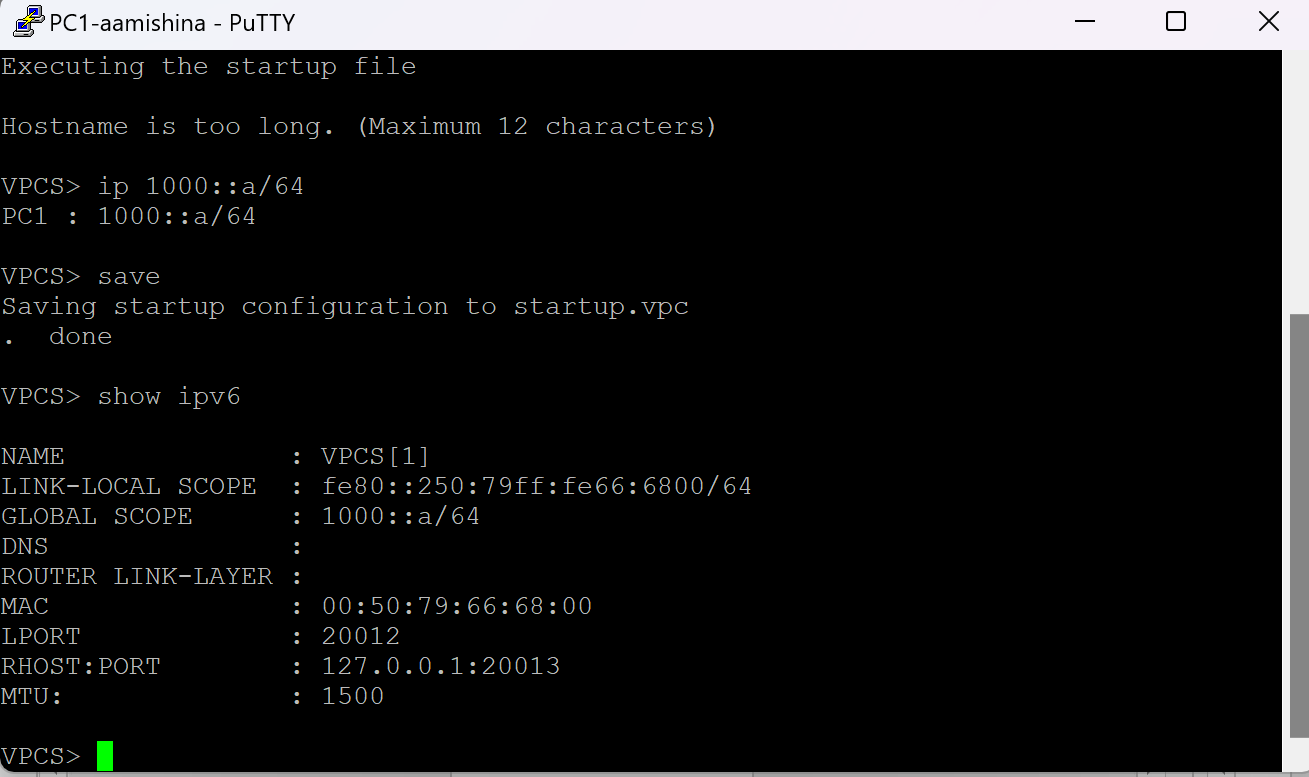 PC1-aamishina - PuTTY
Executing the startup file
Hostname is too long. (Maximum 12 characters)
VPCS> ip 1000::a/64
PC1 : 1000::a/64
VPCS> save
Saving startup configuration to startup.vpc
.  done
VPCS> show ipv6
NAME              : VPCS[1]
LINK-LOCAL SCOPE  : fe80::250:79ff:fe66:6800/64
GLOBAL SCOPE      : 1000::a/64
DNS               :
ROUTER LINK-LAYER :
MAC               : 00:50:79:66:68:00
LPORT             : 20012
RHOST:PORT        : 127.0.0.1:20013
MTU:              : 1500
VPCS>